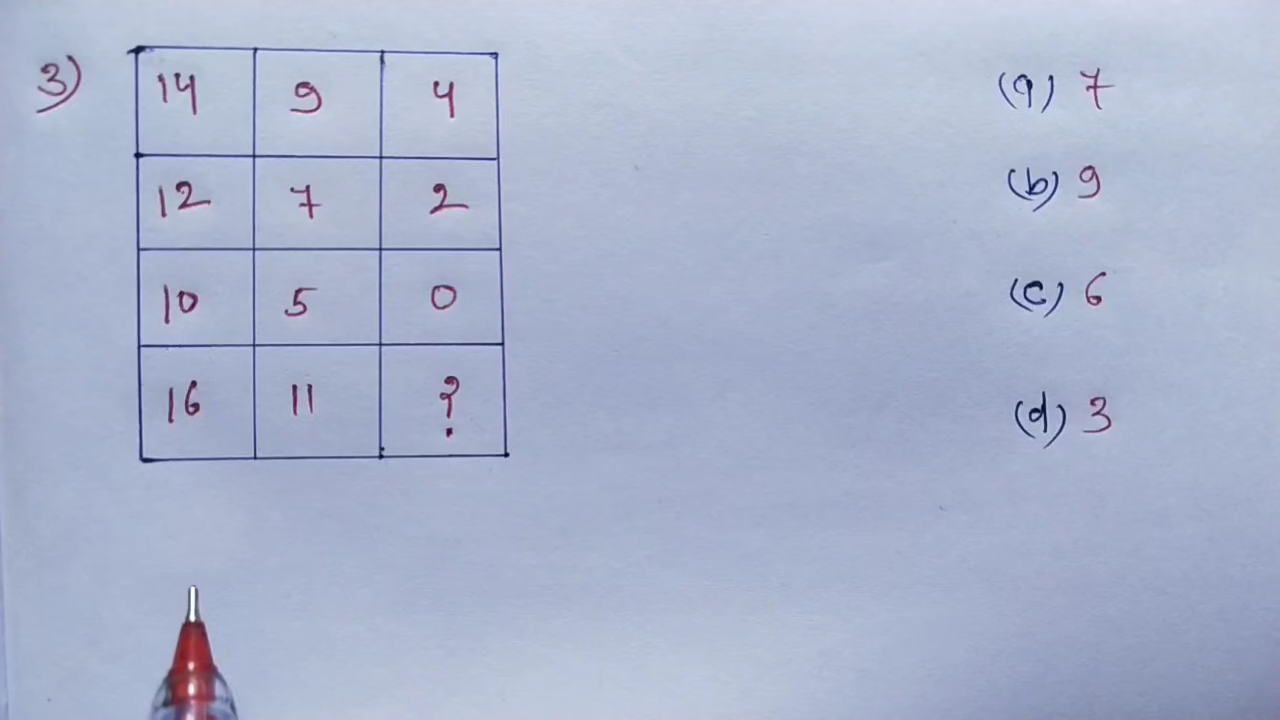 3)
14 9 4
12 7 2
10 5 0
16 11 ?
(a) 7
(b) 9
(c) 6
(d) 3